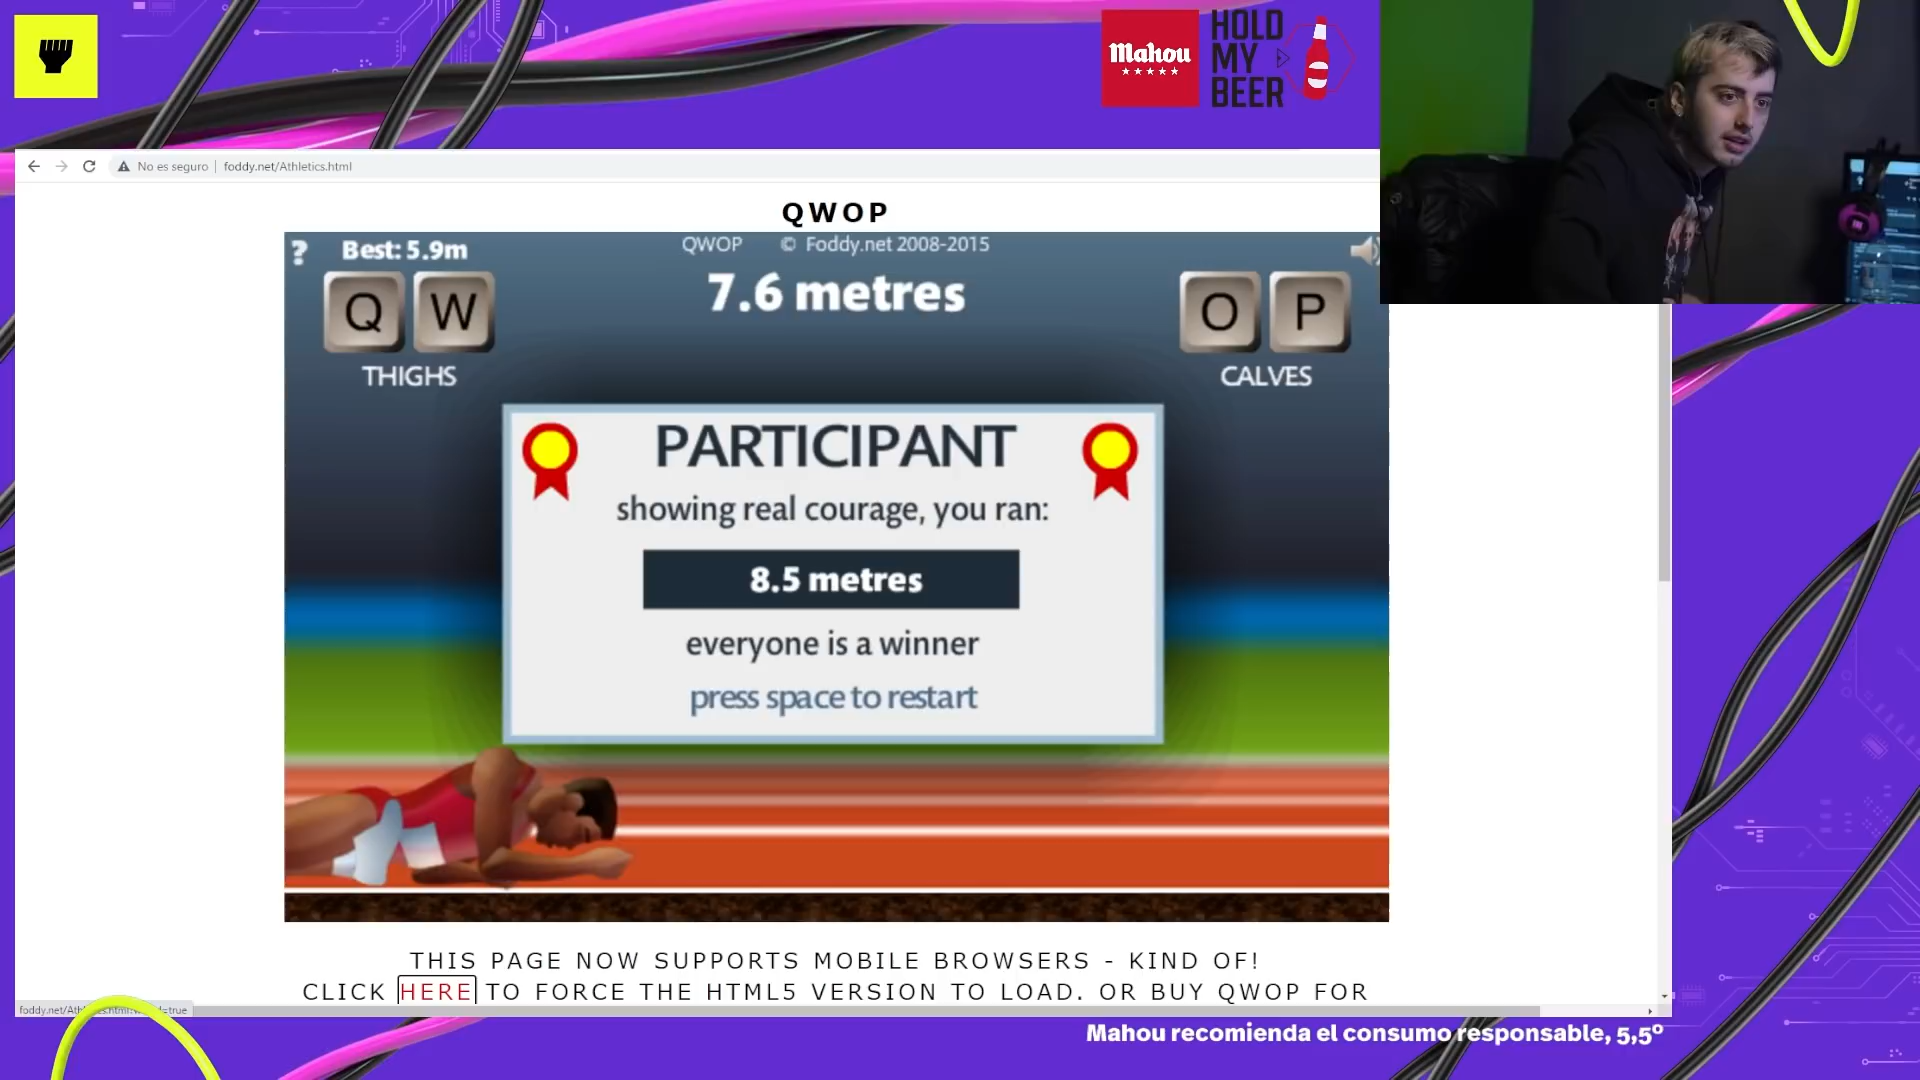 Mahou
HOLD
MY
BEER
No es seguro | foddy.net/Athletics.html
QWOP
? Best: 5.9m
QWOP © Foddy.net 2008-2015
7.6 metres
Q W
O P
THIGHS
CALVES
PARTICIPANT
showing real courage, you ran:
8.5 metres
everyone is a winner
press space to restart
THIS PAGE NOW SUPPORTS MOBILE BROWSERS - KIND OF!
CLICK HERE TO FORCE THE HTML5 VERSION TO LOAD. OR BUY QWOP FOR
Mahou recomienda el consumo responsable, 5,5º